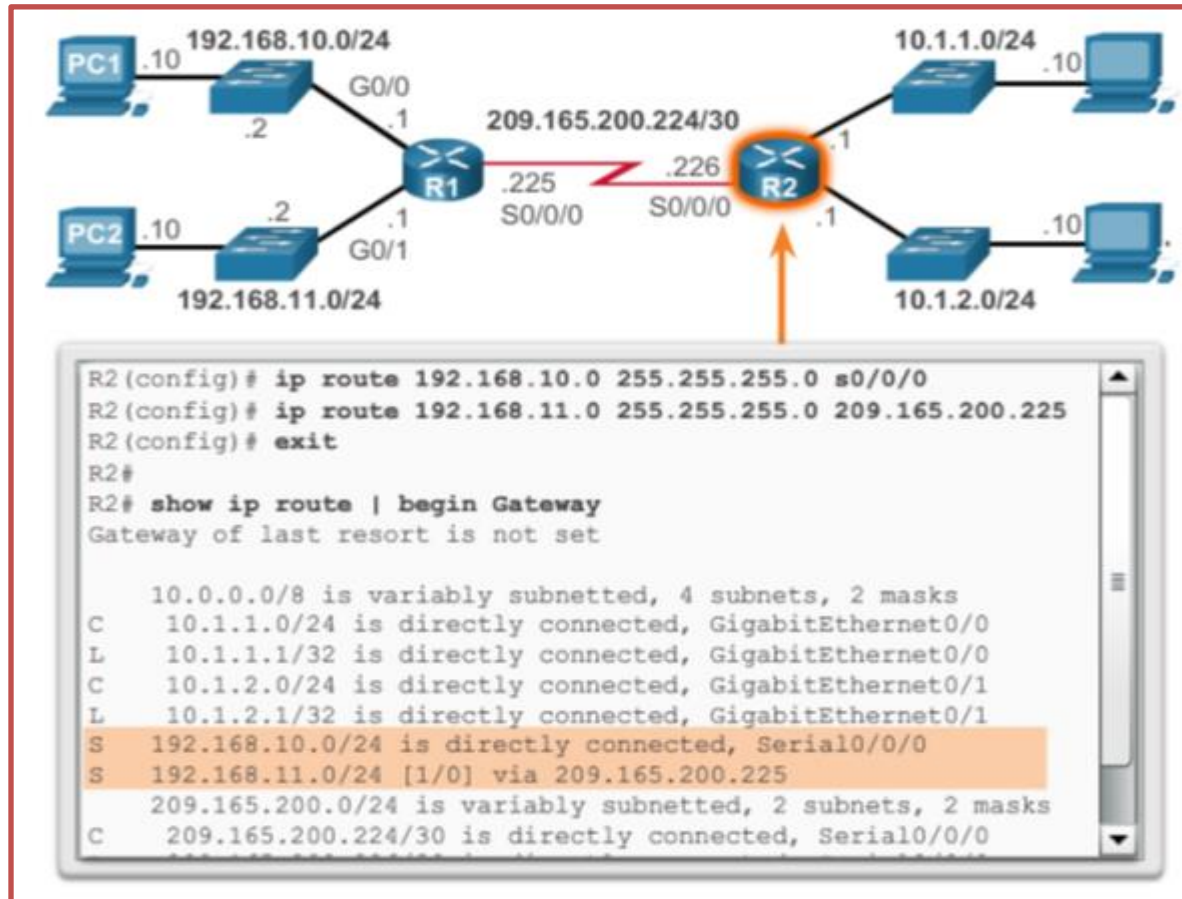 192.168.10.0/24
10.1.1.0/24
PC1
.10
G0/0
.10
.2
.1
209.165.200.224/30
.1
R1
.225
.226
R2
S0/0/0
S0/0/0
PC2
.10
.2
.1
.1
.10
G0/1
192.168.11.0/24
10.1.2.0/24
R2(config)# ip route 192.168.10.0 255.255.255.0 s0/0/0
R2(config)# ip route 192.168.11.0 255.255.255.0 209.165.200.225
R2(config)# exit
R2#
R2# show ip route | begin Gateway
Gateway of last resort is not set
10.0.0.0/8 is variably subnetted, 4 subnets, 2 masks
C 10.1.1.0/24 is directly connected, GigabitEthernet0/0
L 10.1.1.1/32 is directly connected, GigabitEthernet0/0
C 10.1.2.0/24 is directly connected, GigabitEthernet0/1
L 10.1.2.1/32 is directly connected, GigabitEthernet0/1
S 192.168.10.0/24 is directly connected, Serial0/0/0
S 192.168.11.0/24 [1/0] via 209.165.200.225
209.165.200.0/24 is variably subnetted, 2 subnets, 2 masks
C 209.165.200.224/30 is directly connected, Serial0/0/0